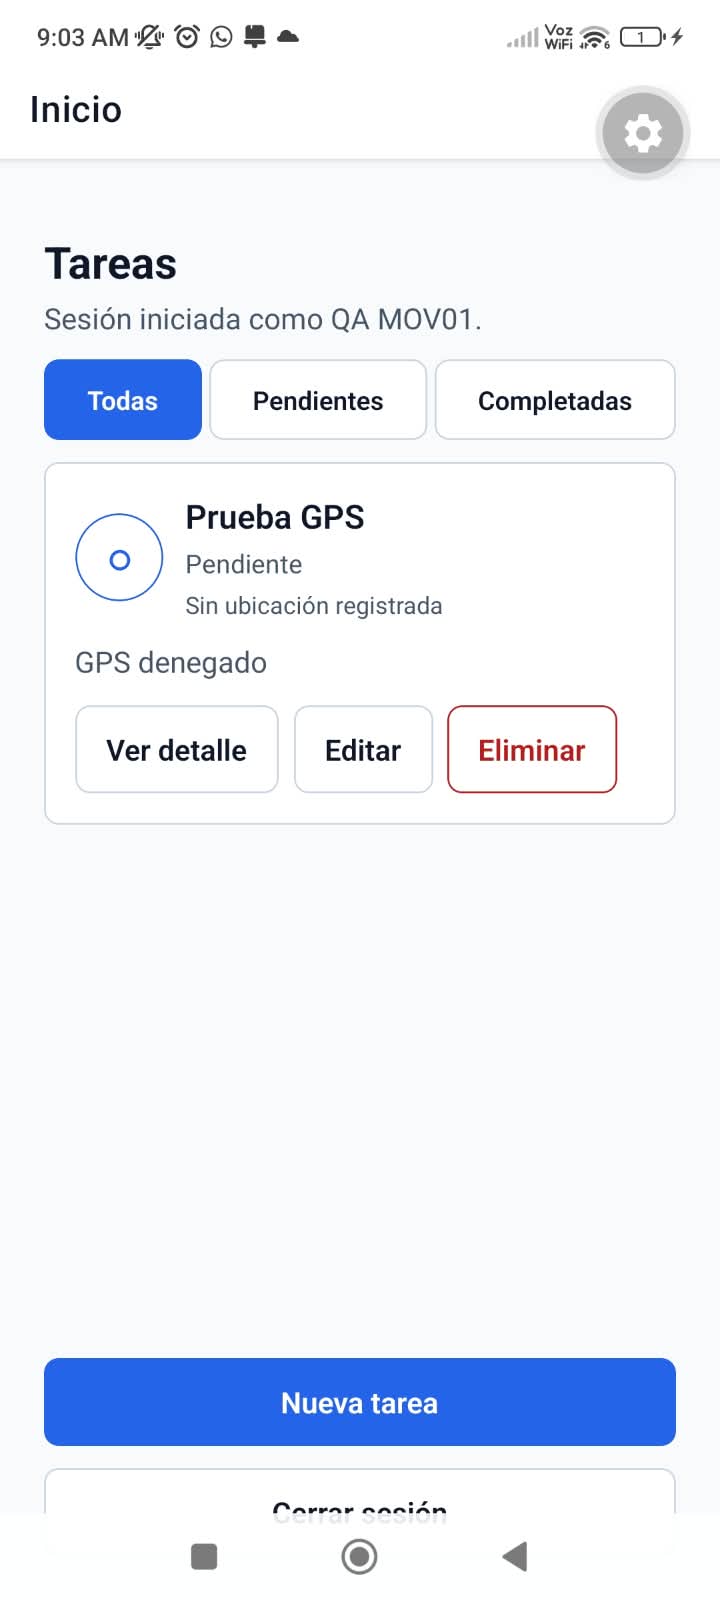 9:03 AM
Voz
WiFi
6
1
Inicio
Tareas
Sesión iniciada como QA MOV01.
Todas
Pendientes
Completadas
Prueba GPS
Pendiente
Sin ubicación registrada
GPS denegado
Ver detalle
Editar
Eliminar
Nueva tarea
Cerrar sesión